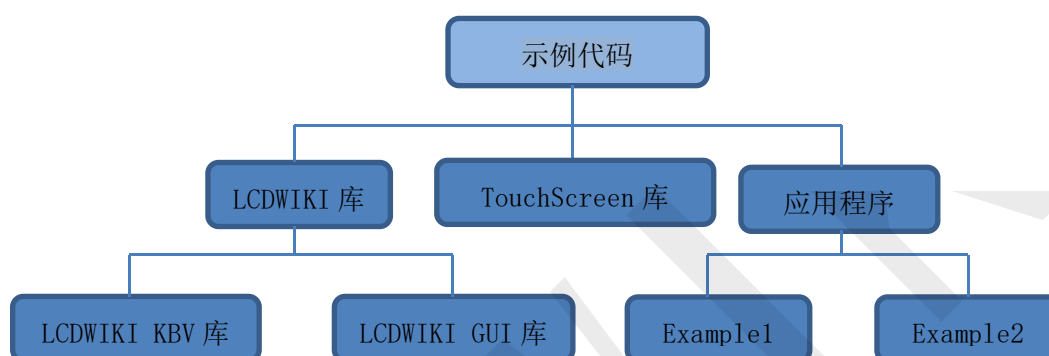 示例代码
LCDWIKI 库
TouchScreen 库
应用程序
LCDWIKI KBV 库
LCDWIKI GUI 库
Example1
Example2